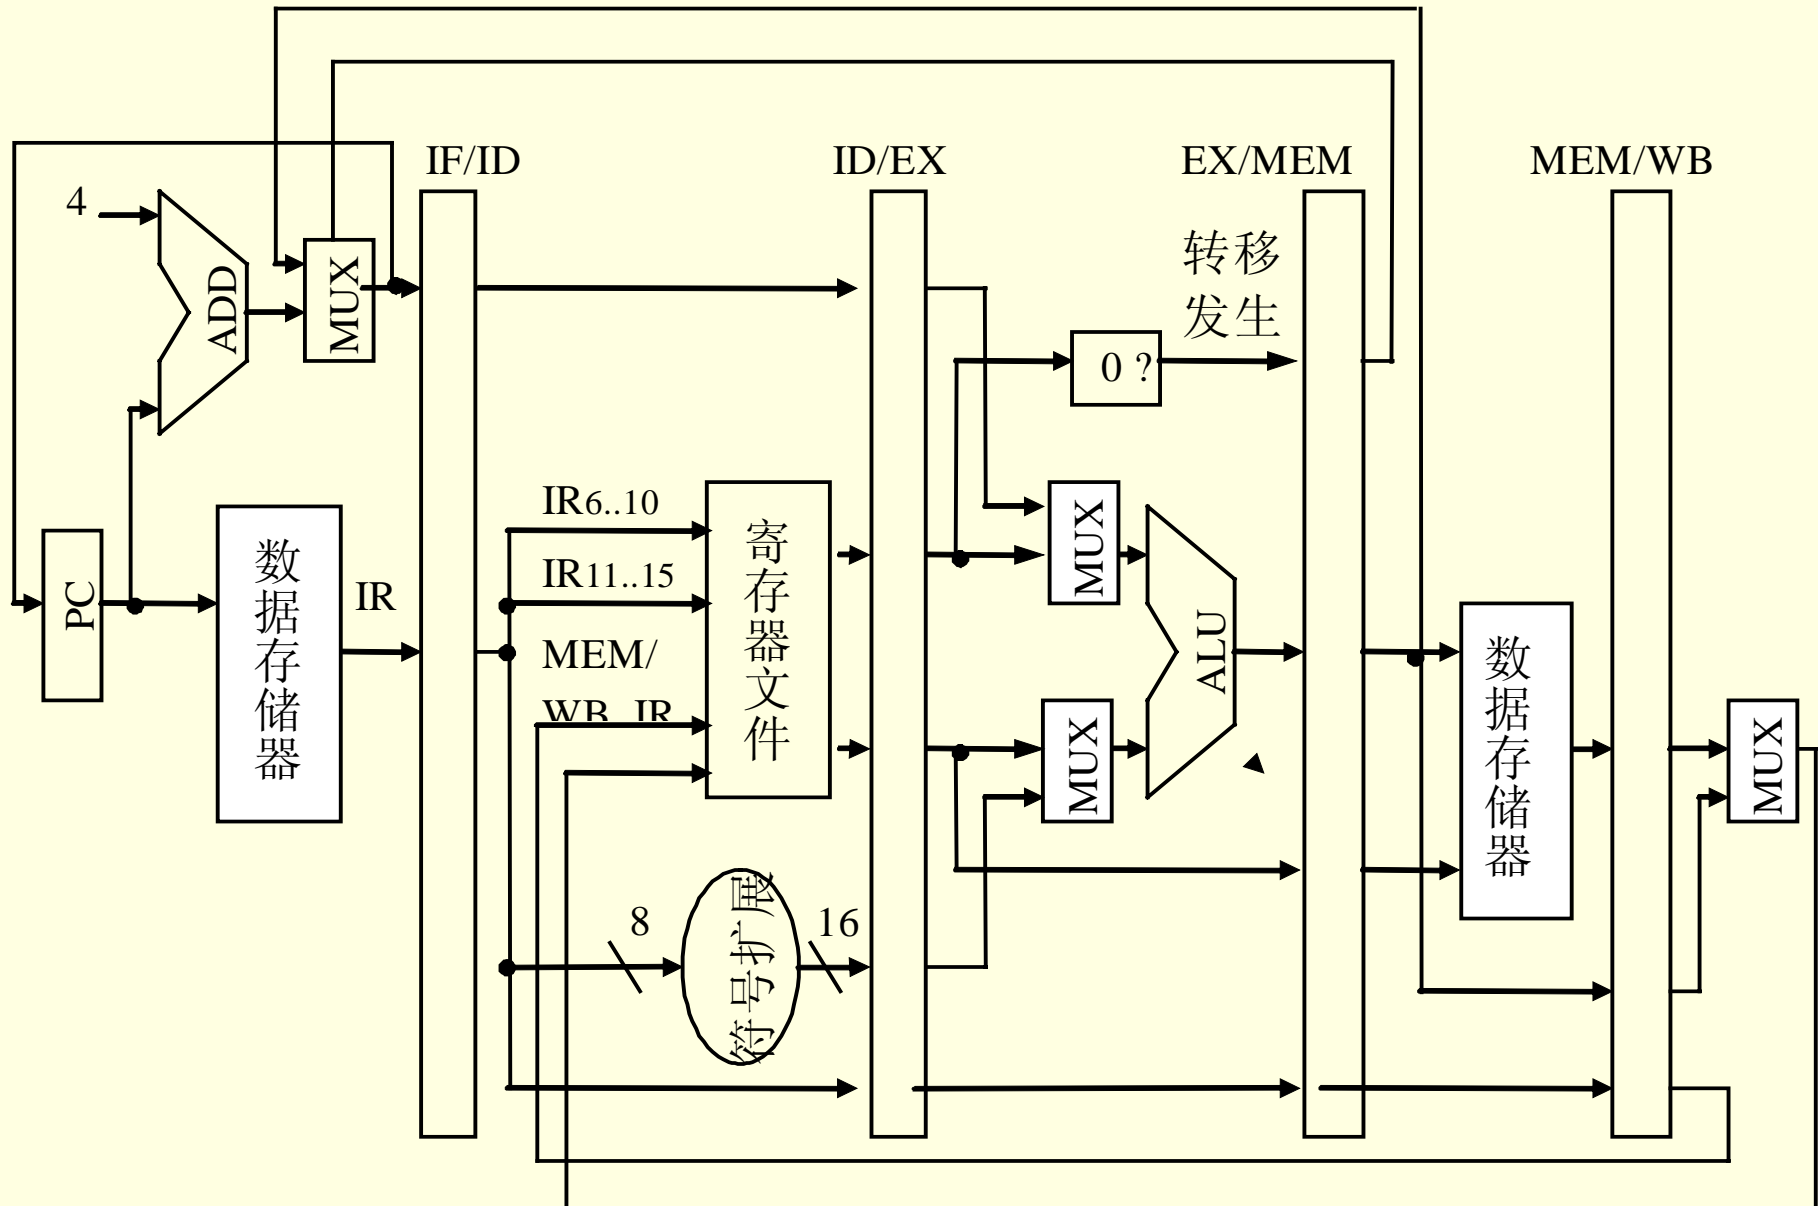 IF/ID
ID/EX
EX/MEM
MEM/WB
4
ADD
MUX
转移
发生
0 ?
IR6..10
IR11..15
MEM/
WB IR
PC
数据存储器
IR
寄存器文件
MUX
MUX
ALU
数据存储器
MUX
8
符号扩展
16